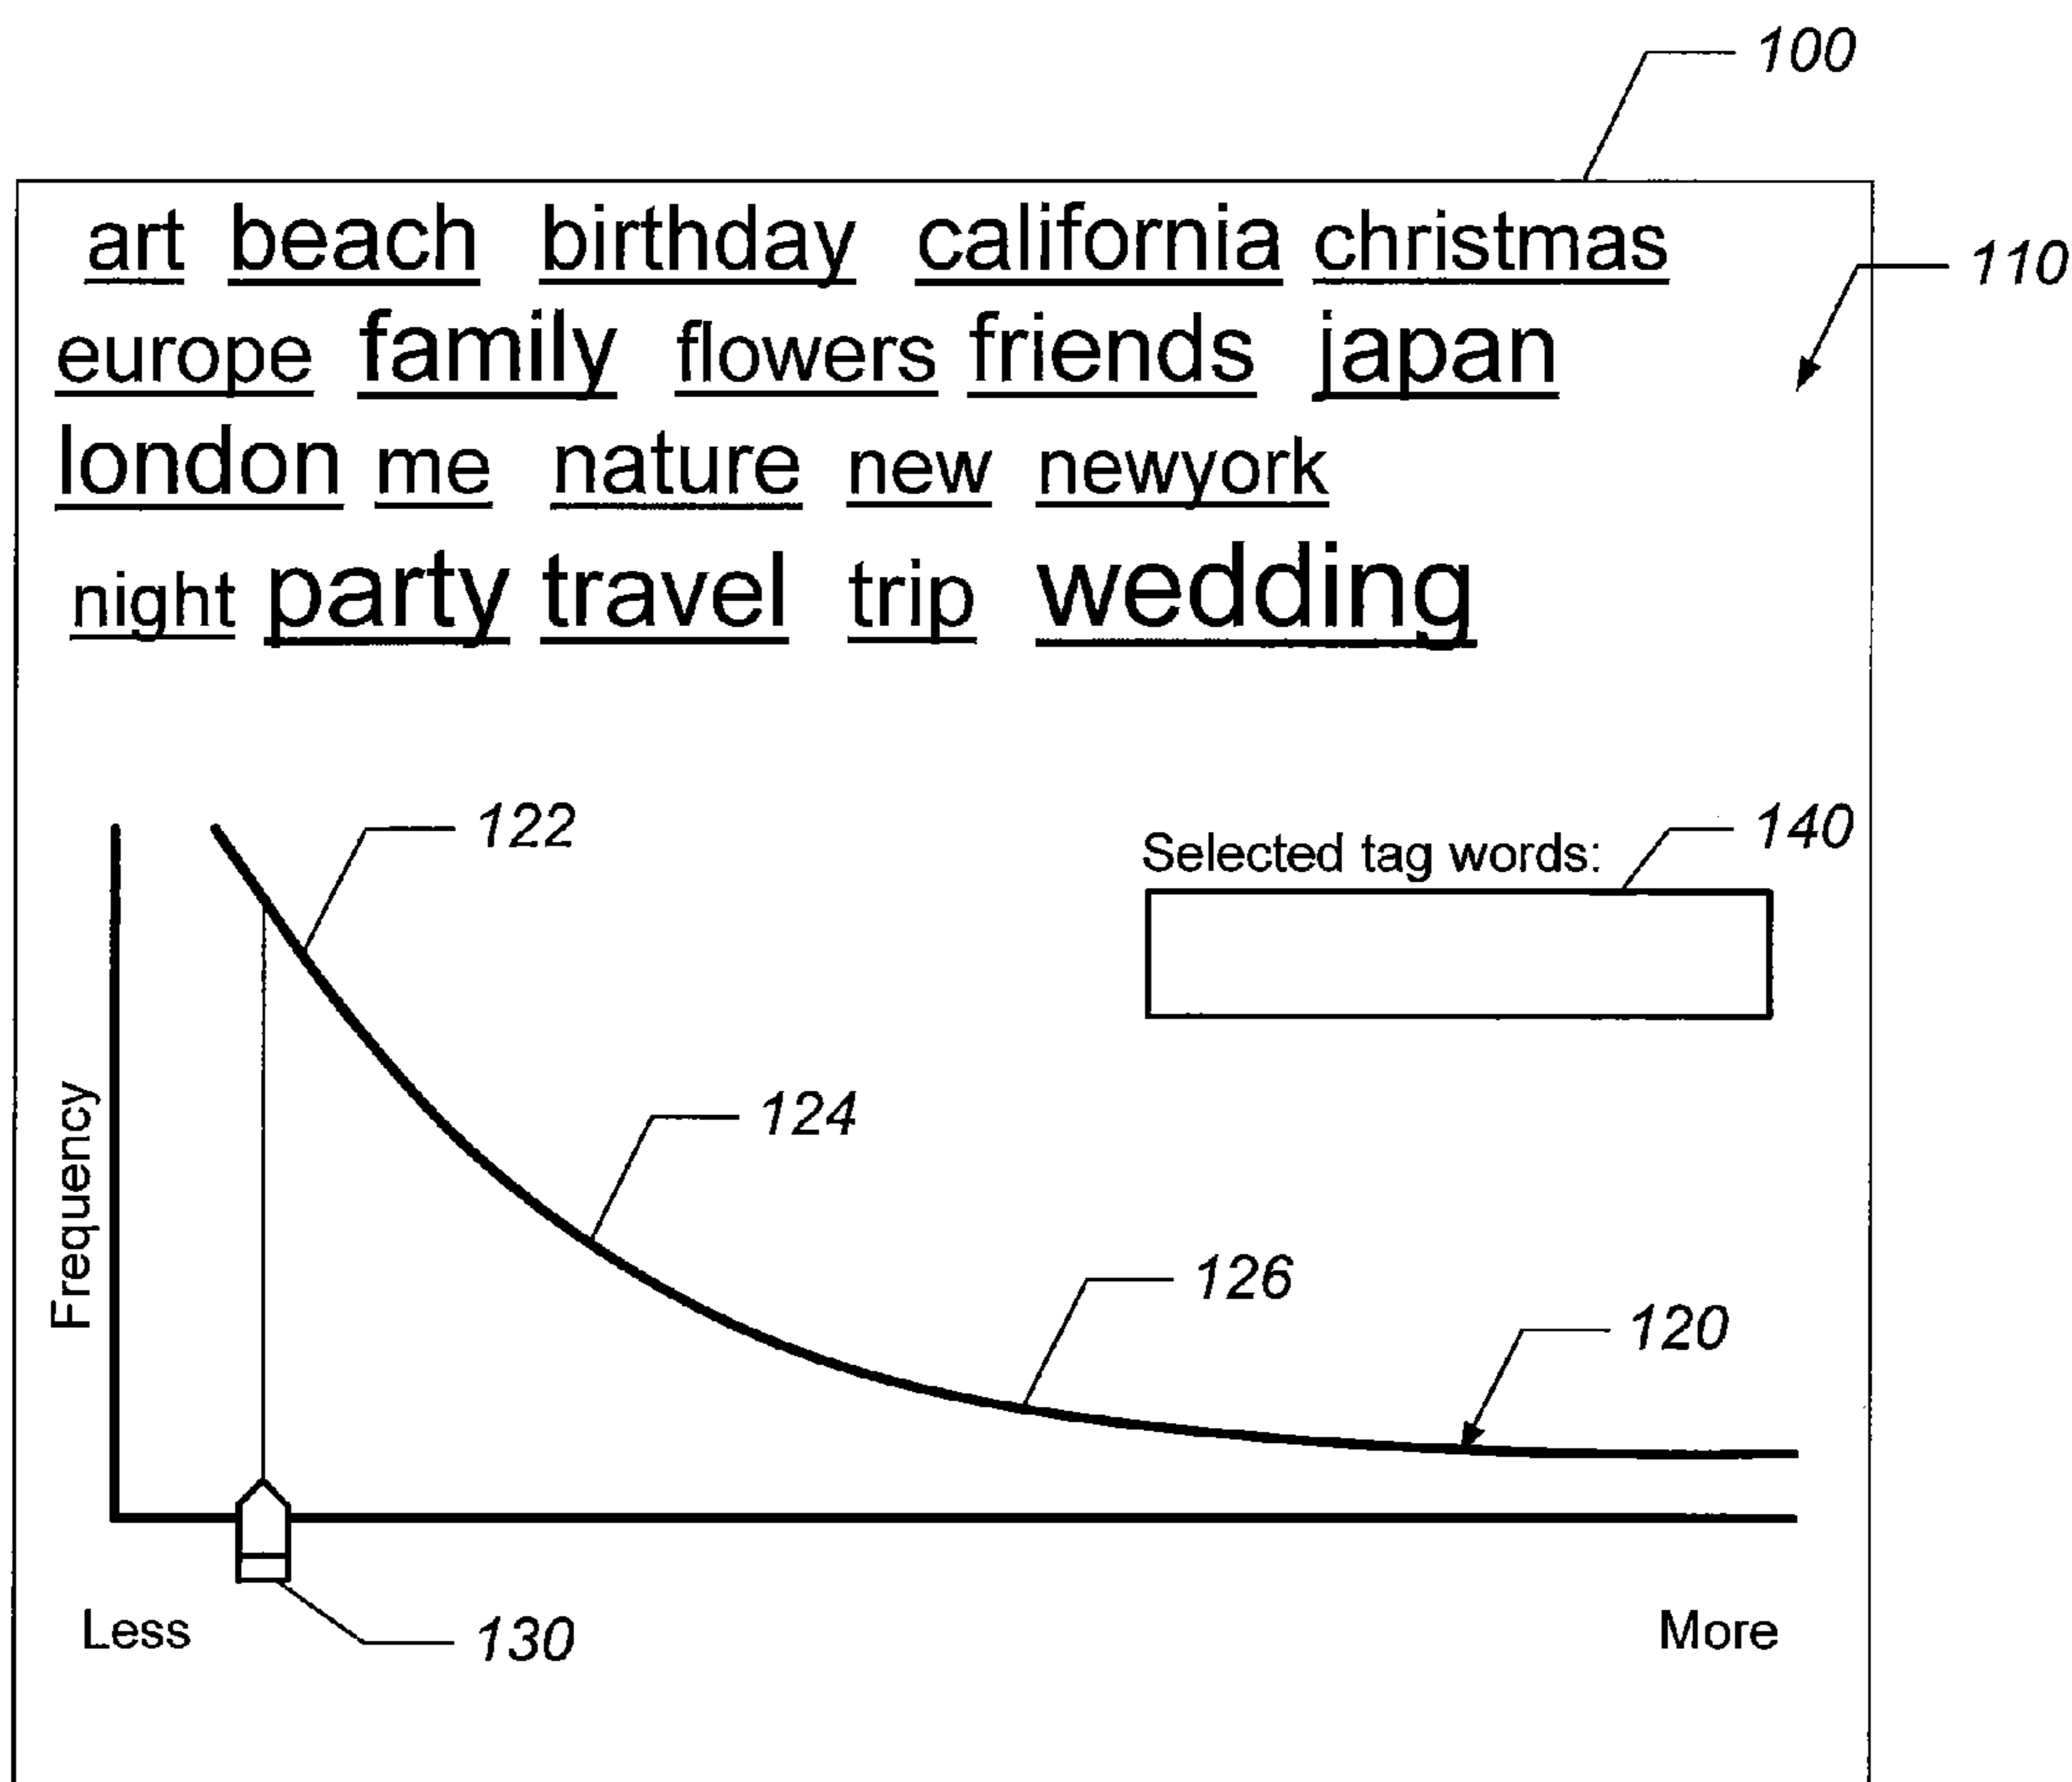 100
art beach birthday california christmas
110
europe family flowers friends japan
london me nature new newyork
night party travel trip wedding
122
Selected tag words:
140
124
Frequency
126
120
Less
130
More